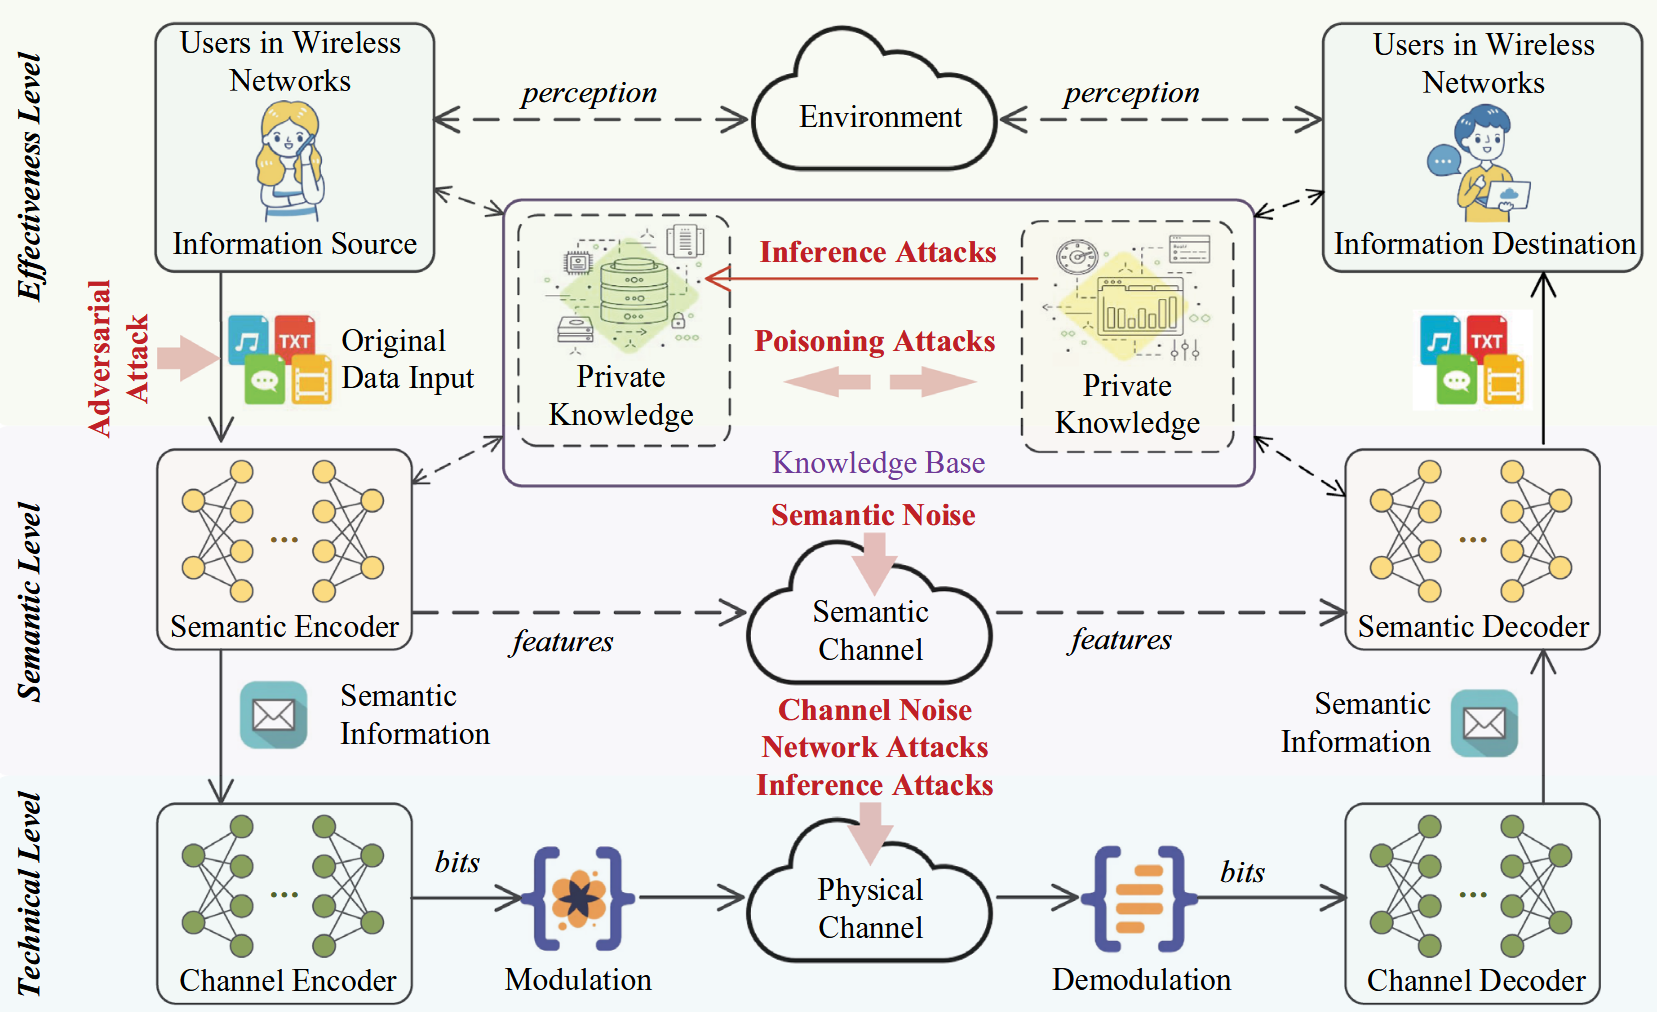 Effectiveness Level
Users in Wireless
Networks
Information Source
perception
Environment
perception
Users in Wireless
Networks
Information Destination
Adversarial
Attack
TXT
Original
Data Input
Private
Knowledge
Inference Attacks
Poisoning Attacks
Private
Knowledge
Knowledge Base
TXT
Semantic Level
Semantic Encoder
features
Semantic Noise
Semantic
Channel
features
Semantic Decoder
Semantic
Information
Channel Noise
Network Attacks
Inference Attacks
Semantic
Information
Technical Level
Channel Encoder
bits
Modulation
Physical
Channel
Demodulation
bits
Channel Decoder